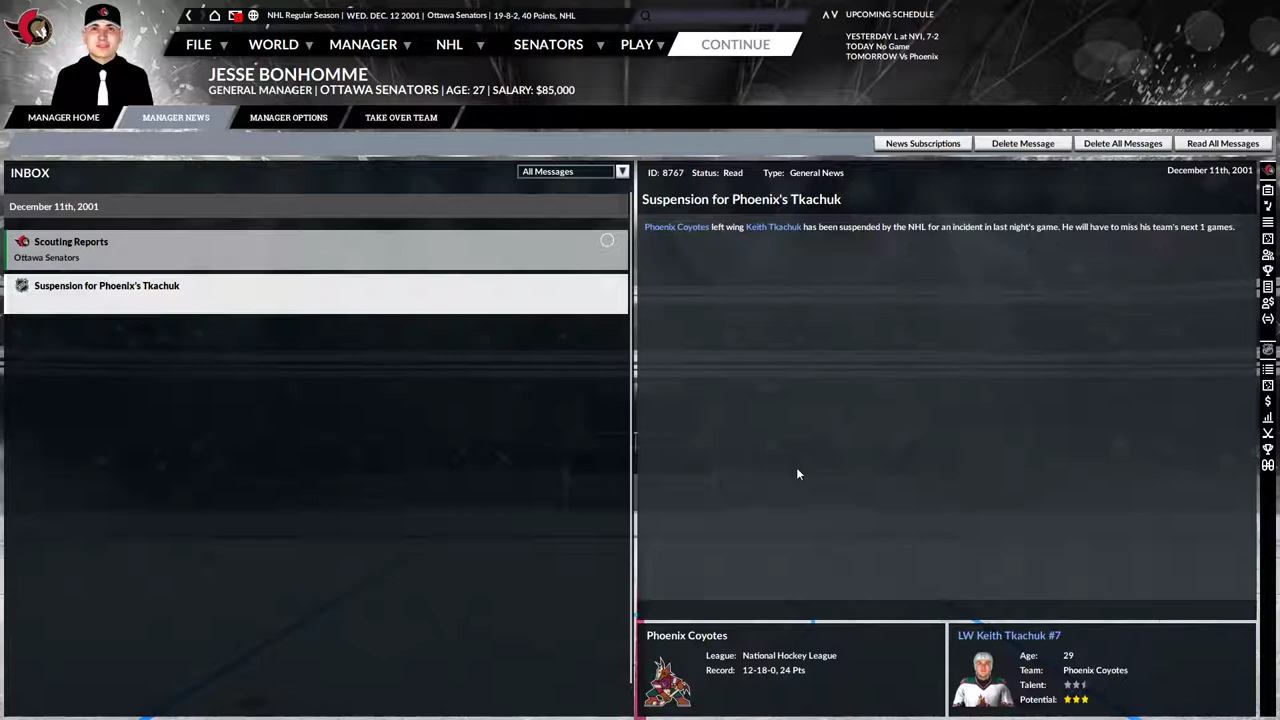 NHL Regular Season | WED. DEC. 12 2001 | Ottawa Senators | 19-8-2, 40 Points, NHL
UPCOMING SCHEDULE
YESTERDAY L at NYI, 7-2
TODAY No Game
TOMORROW Vs Phoenix
FILE WORLD MANAGER NHL SENATORS PLAY CONTINUE
JESSE BONHOMME
GENERAL MANAGER | OTTAWA SENATORS | AGE: 27 | SALARY: $85,000
MANAGER HOME MANAGER NEWS MANAGER OPTIONS TAKE OVER TEAM
News Subscriptions Delete Message Delete All Messages Read All Messages
INBOX All Messages
December 11th, 2001
Scouting Reports
Ottawa Senators
Suspension for Phoenix's Tkachuk
ID: 8767 Status: Read Type: General News December 11th, 2001
Suspension for Phoenix's Tkachuk
Phoenix Coyotes left wing Keith Tkachuk has been suspended by the NHL for an incident in last night's game. He will have to miss his team's next 1 games.
Phoenix Coyotes
League: National Hockey League
Record: 12-18-0, 24 Pts
LW Keith Tkachuk #7
Age: 29
Team: Phoenix Coyotes
Talent:
Potential: